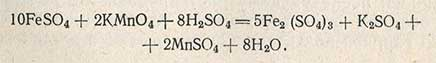 10FeSO₄ + 2KMnO₄ + 8H₂SO₄ = 5Fe₂ (SO₄)₃ + K₂SO₄ +
+ 2MnSO₄ + 8H₂O.